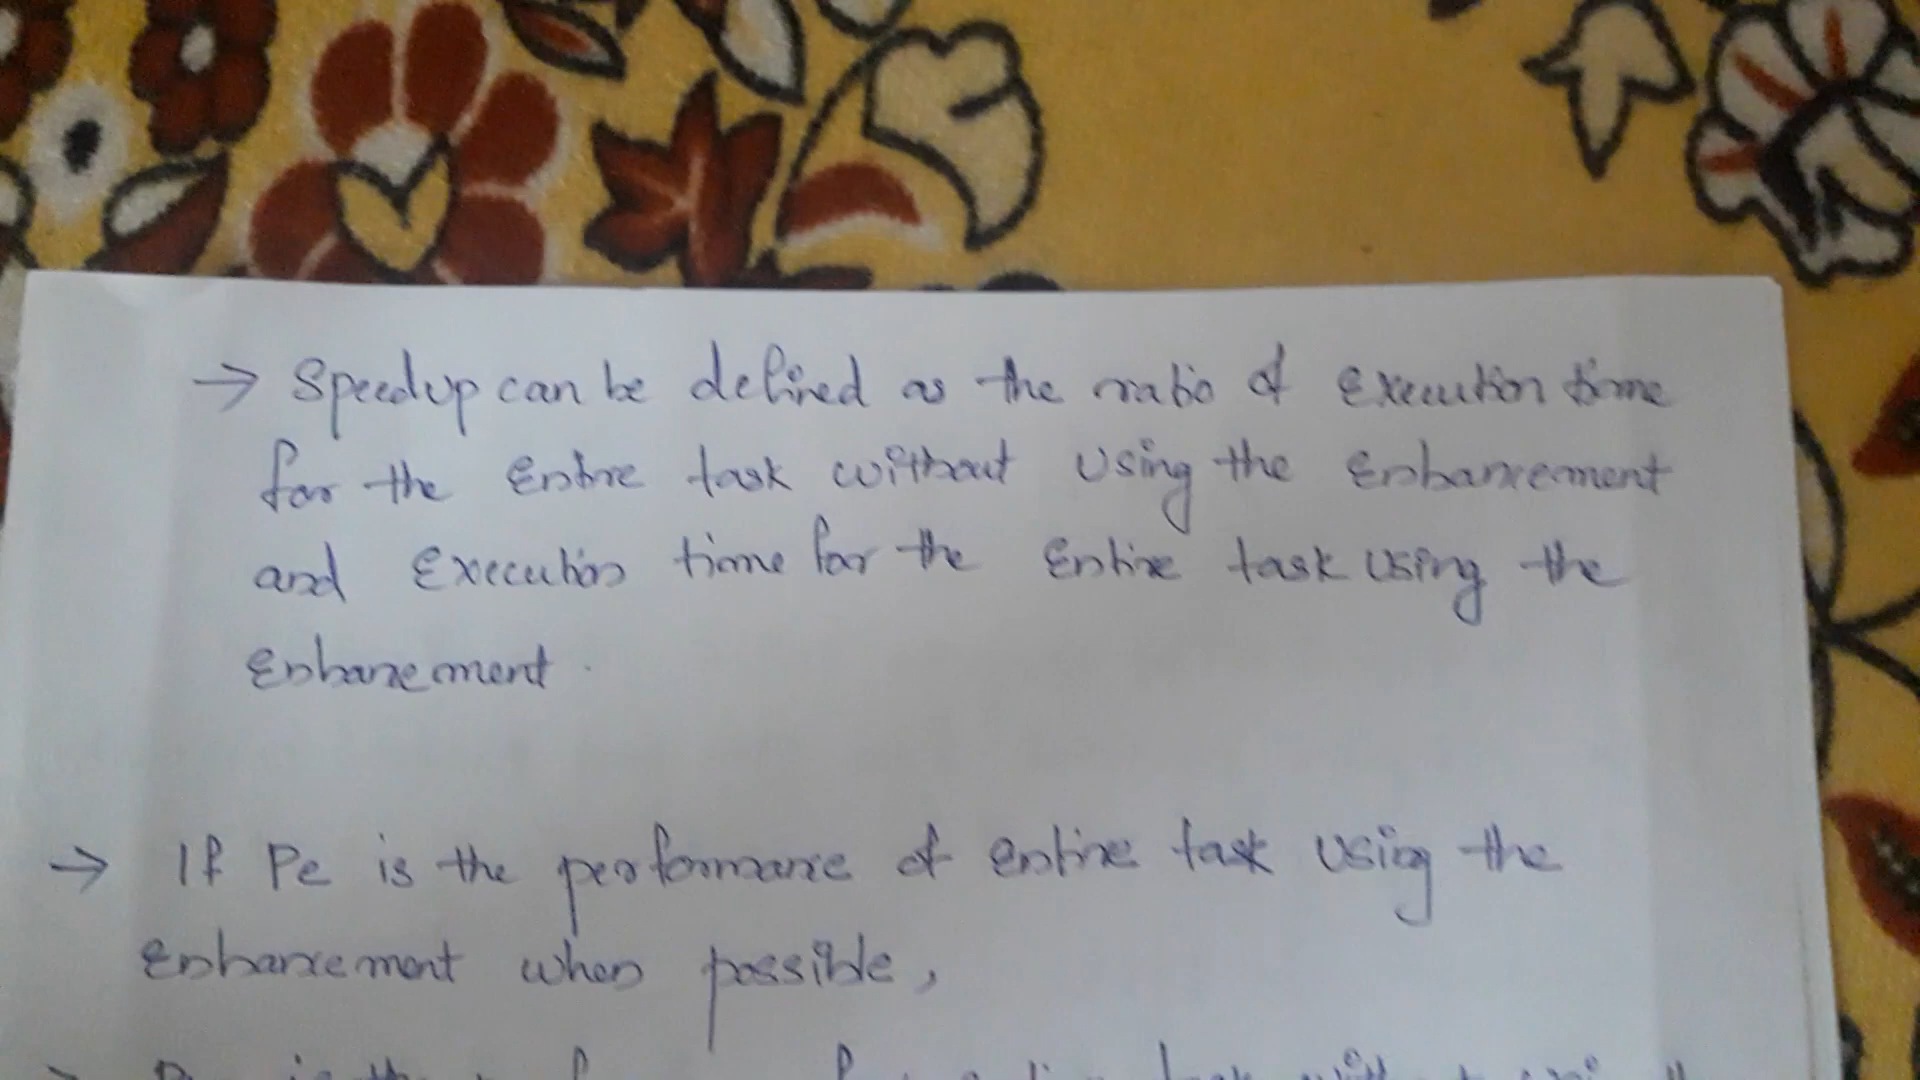 → Speedup can be defined as the ratio of execution time
for the entire task without using the enhancement
and execution time for the entire task using the
enhancement.
→ If Pe is the performance of entire task using the
enhancement when possible,